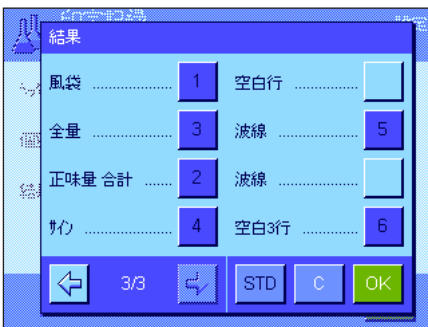 結果
風袋 ................ 1 空白行 ............
全量 ................ 3 波線 ................ 5
正味量 合計 ...... 2 波線 ................
ｻｲﾝ ................. 4 空白3行 .......... 6
3/3 STD C OK